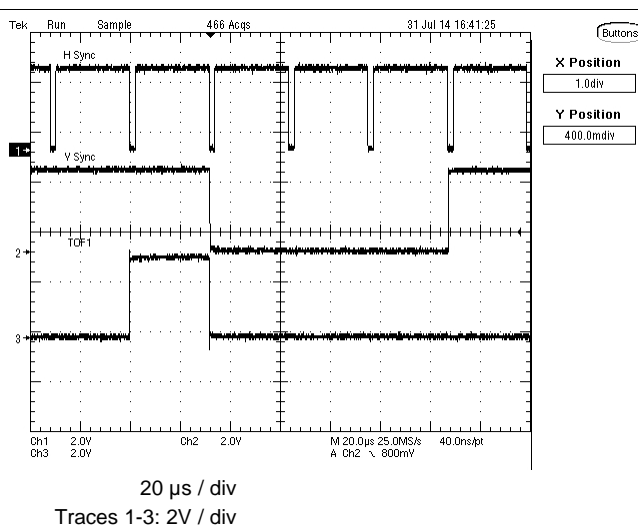 Tek Run Sample 466 Acqs 31 Jul 14 16:41:25
Buttons
H Sync
X Position
1.0div
Y Position
400.0mdiv
1
V Sync
TOF1
2
3
Ch1 2.0V Ch2 2.0V M 20.0µs 25.0MS/s 40.0ns/pt
Ch3 2.0V A Ch2 \ 800mV
20 µs / div
Traces 1-3: 2V / div